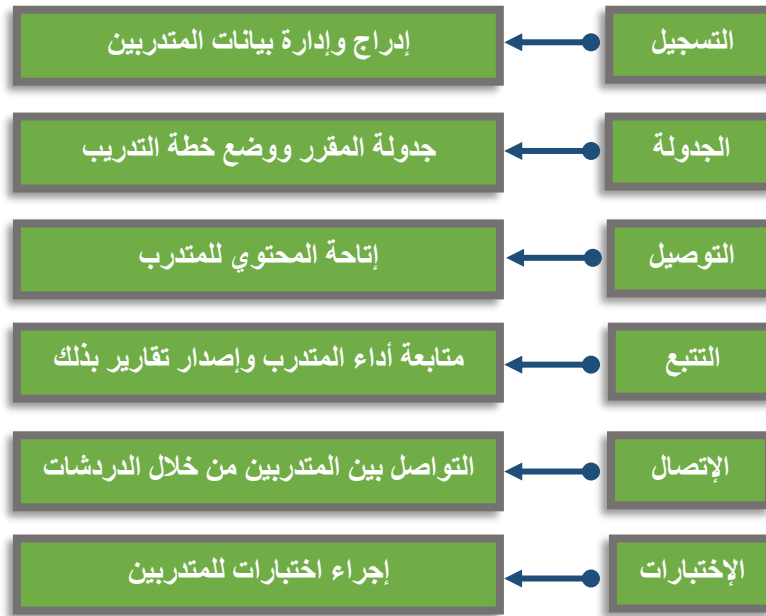 التسجيل
إدراج وإدارة بيانات المتدربين
الجدولة
جدولة المقرر ووضع خطة التدريب
التوصيل
إتاحة المحتوي للمتدرب
التتبع
متابعة أداء المتدرب وإصدار تقارير بذلك
الإتصال
التواصل بين المتدربين من خلال الدردشات
الإختبارات
إجراء اختبارات للمتدربين